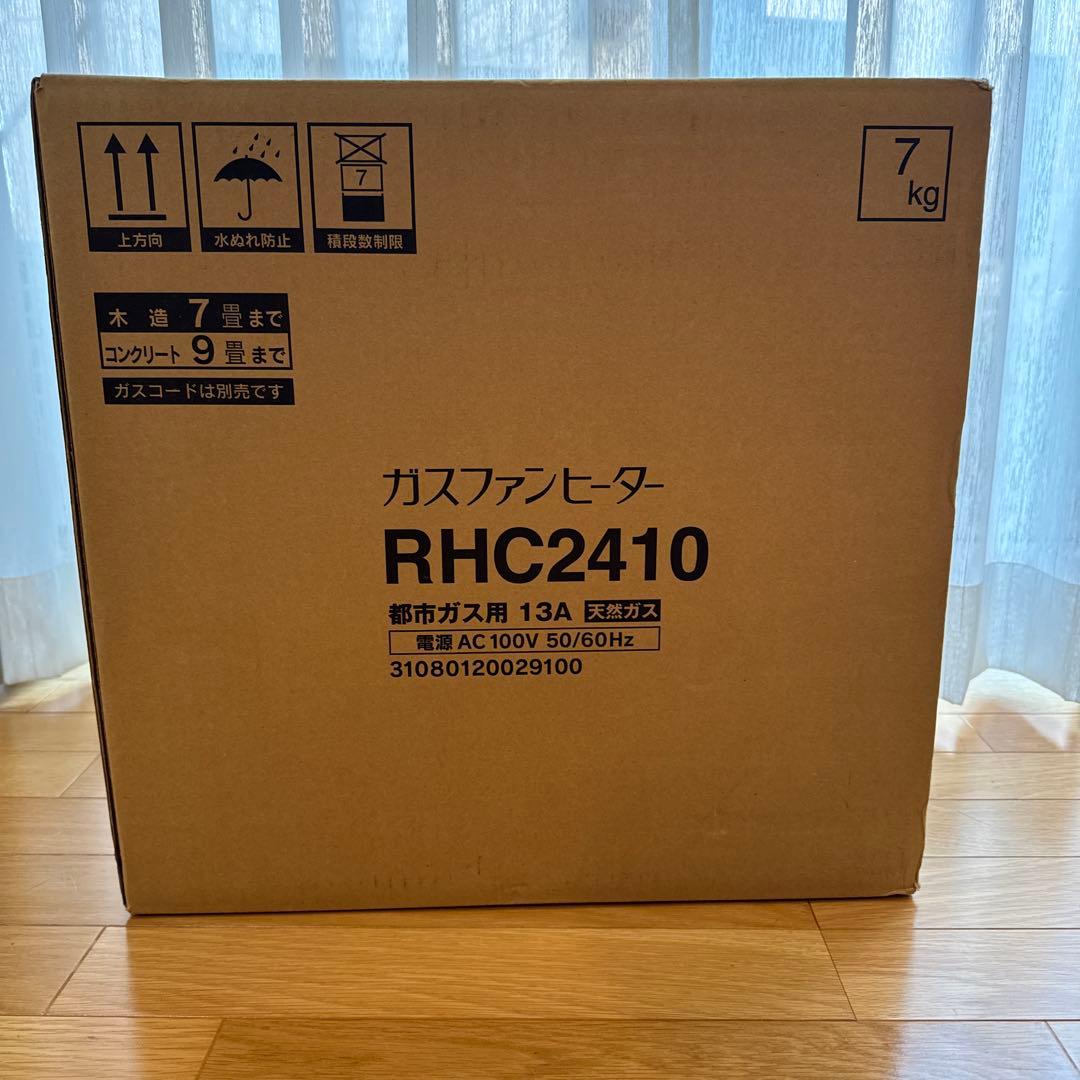 7
上方向
水ぬれ防止
積段数制限
7
kg
木造 7畳まで
コンクリート 9畳まで
ガスコードは別売です
ガスファンヒーター
RHC2410
都市ガス用 13A 天然ガス
電源 AC100V 50/60Hz
31080120029100